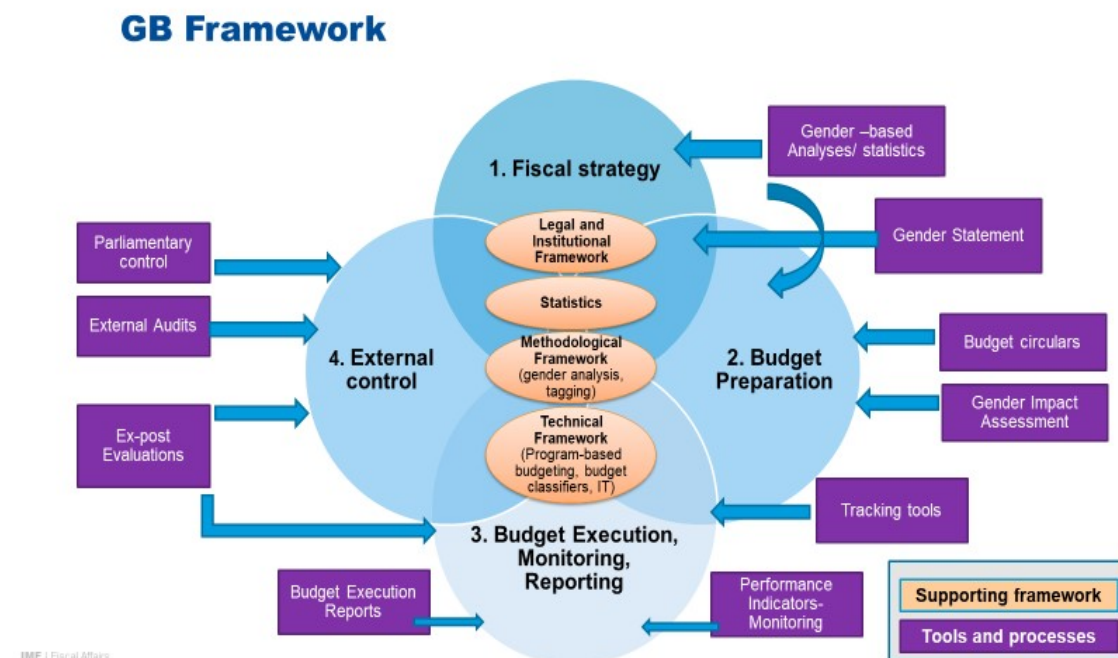 GB Framework
Gender –based
Analyses/ statistics
1. Fiscal strategy
Legal and
Institutional
Framework
Gender Statement
Parliamentary
control
External Audits
Statistics
Methodological
Framework
(gender analysis,
tagging)
4. External
control
2. Budget
Preparation
Budget circulars
Gender Impact
Assessment
Ex-post
Evaluations
Technical
Framework
(Program-based
budgeting, budget
classifiers, IT)
Tracking tools
3. Budget Execution,
Monitoring,
Reporting
Budget Execution
Reports
Performance
Indicators-
Monitoring
Supporting framework
Tools and processes
IMF | Fiscal Affairs